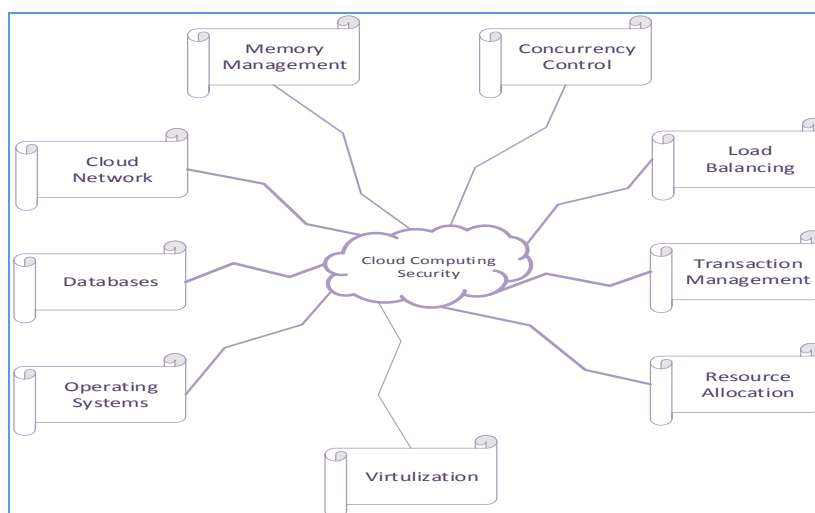 Memory
Management
Concurrency
Control
Cloud
Network
Load
Balancing
Cloud Computing
Security
Databases
Transaction
Management
Operating
Systems
Resource
Allocation
Virtulization